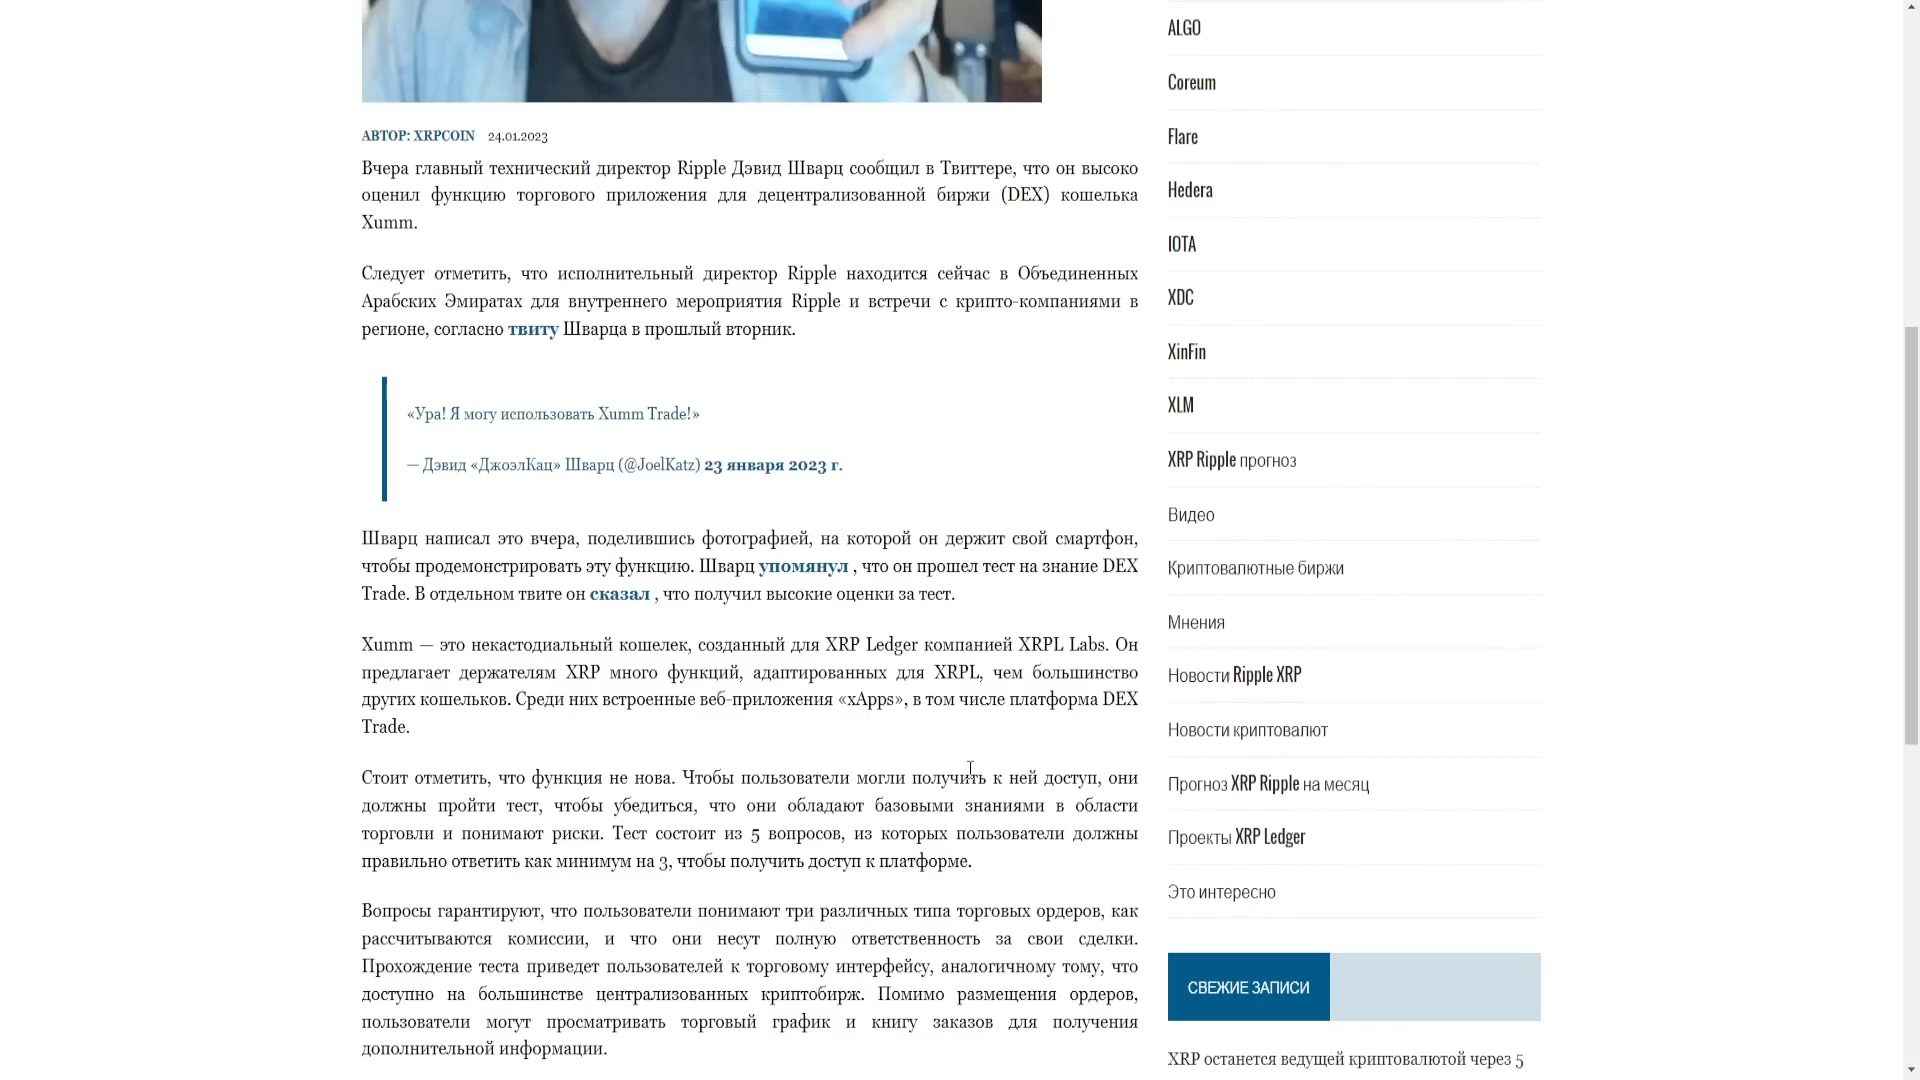 АВТОР: XRPCOIN 24.01.2023
Вчера главный технический директор Ripple Дэвид Шварц сообщил в Твиттере, что он высоко
оценил функцию торгового приложения для децентрализованной биржи (DEX) кошелька
Xumm.
Следует отметить, что исполнительный директор Ripple находится сейчас в Объединенных
Арабских Эмиратах для внутреннего мероприятия Ripple и встречи с крипто-компаниями в
регионе, согласно твиту Шварца в прошлый вторник.
«Ура! Я могу использовать Xumm Trade!»
— Дэвид «ДжоэлКац» Шварц (@JoelKatz) 23 января 2023 г.
Шварц написал это вчера, поделившись фотографией, на которой он держит свой смартфон,
чтобы продемонстрировать эту функцию. Шварц упомянул , что он прошел тест на знание DEX
Trade. В отдельном твите он сказал , что получил высокие оценки за тест.
Xumm — это некастодиальный кошелек, созданный для XRP Ledger компанией XRPL Labs. Он
предлагает держателям XRP много функций, адаптированных для XRPL, чем большинство
других кошельков. Среди них встроенные веб-приложения «xApps», в том числе платформа DEX
Trade.
Стоит отметить, что функция не нова. Чтобы пользователи могли получить к ней доступ, они
должны пройти тест, чтобы убедиться, что они обладают базовыми знаниями в области
торговли и понимают риски. Тест состоит из 5 вопросов, из которых пользователи должны
правильно ответить как минимум на 3, чтобы получить доступ к платформе.
Вопросы гарантируют, что пользователи понимают три различных типа торговых ордеров, как
рассчитываются комиссии, и что они несут полную ответственность за свои сделки.
Прохождение теста приведет пользователей к торговому интерфейсу, аналогичному тому, что
доступно на большинстве централизованных криптобирж. Помимо размещения ордеров,
пользователи могут просматривать торговый график и книгу заказов для получения
дополнительной информации.
ALGO
Coreum
Flare
Hedera
IOTA
XDC
XinFin
XLM
XRP Ripple прогноз
Видео
Криптовалютные биржи
Мнения
Новости Ripple XRP
Новости криптовалют
Прогноз XRP Ripple на месяц
Проекты XRP Ledger
Это интересно
СВЕЖИЕ ЗАПИСИ
XRP останется ведущей криптовалютой через 5